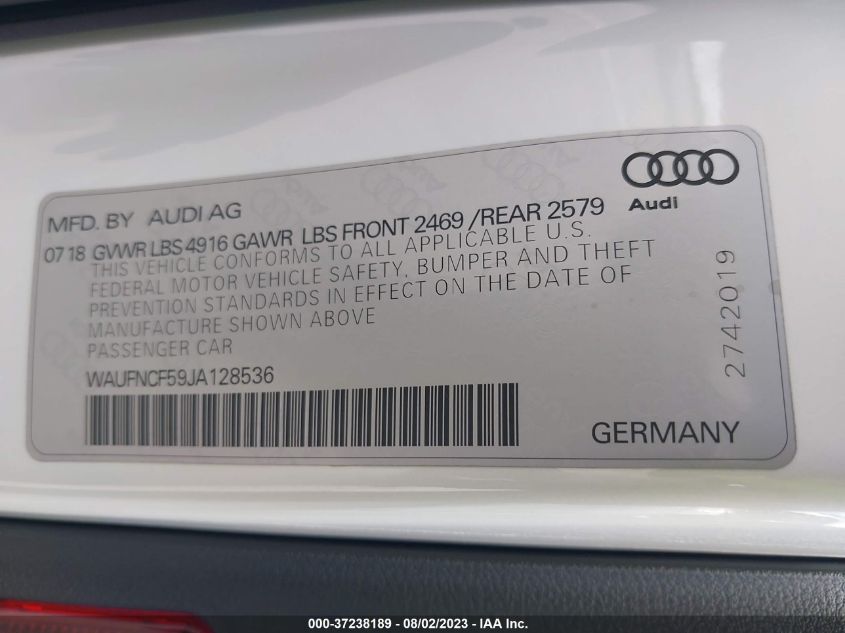 MFD. BY AUDI AG
Audi
0718 GVWR LBS 4916 GAWR LBS FRONT 2469 /REAR 2579
THIS VEHICLE CONFORMS TO ALL APPLICABLE U.S.
FEDERAL MOTOR VEHICLE SAFETY, BUMPER AND THEFT
PREVENTION STANDARDS IN EFFECT ON THE DATE OF
MANUFACTURE SHOWN ABOVE
PASSENGER CAR
WAUFNCF59JA128536
2742019
GERMANY
000-37238189 - 08/02/2023 - IAA Inc.